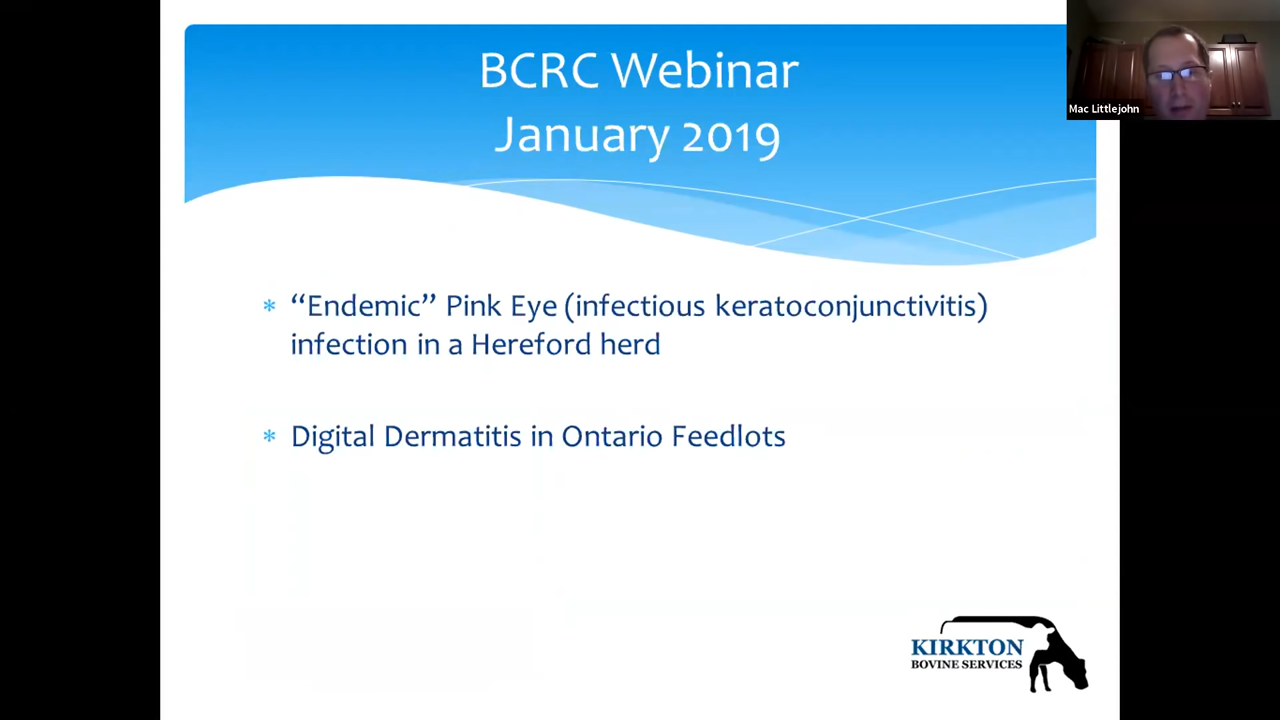 BCRC Webinar
January 2019
Mac Littlejohn
* “Endemic” Pink Eye (infectious keratoconjunctivitis)
infection in a Hereford herd
* Digital Dermatitis in Ontario Feedlots
KIRKTON
BOVINE SERVICES